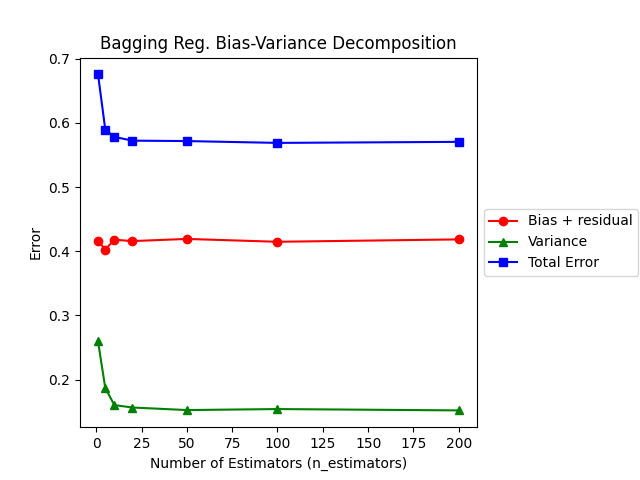 Bagging Reg. Bias-Variance Decomposition
0.7
0.6
0.5
0.4
0.3
0.2
Error
0 25 50 75 100 125 150 175 200
Number of Estimators (n_estimators)
Bias + residual
Variance
Total Error